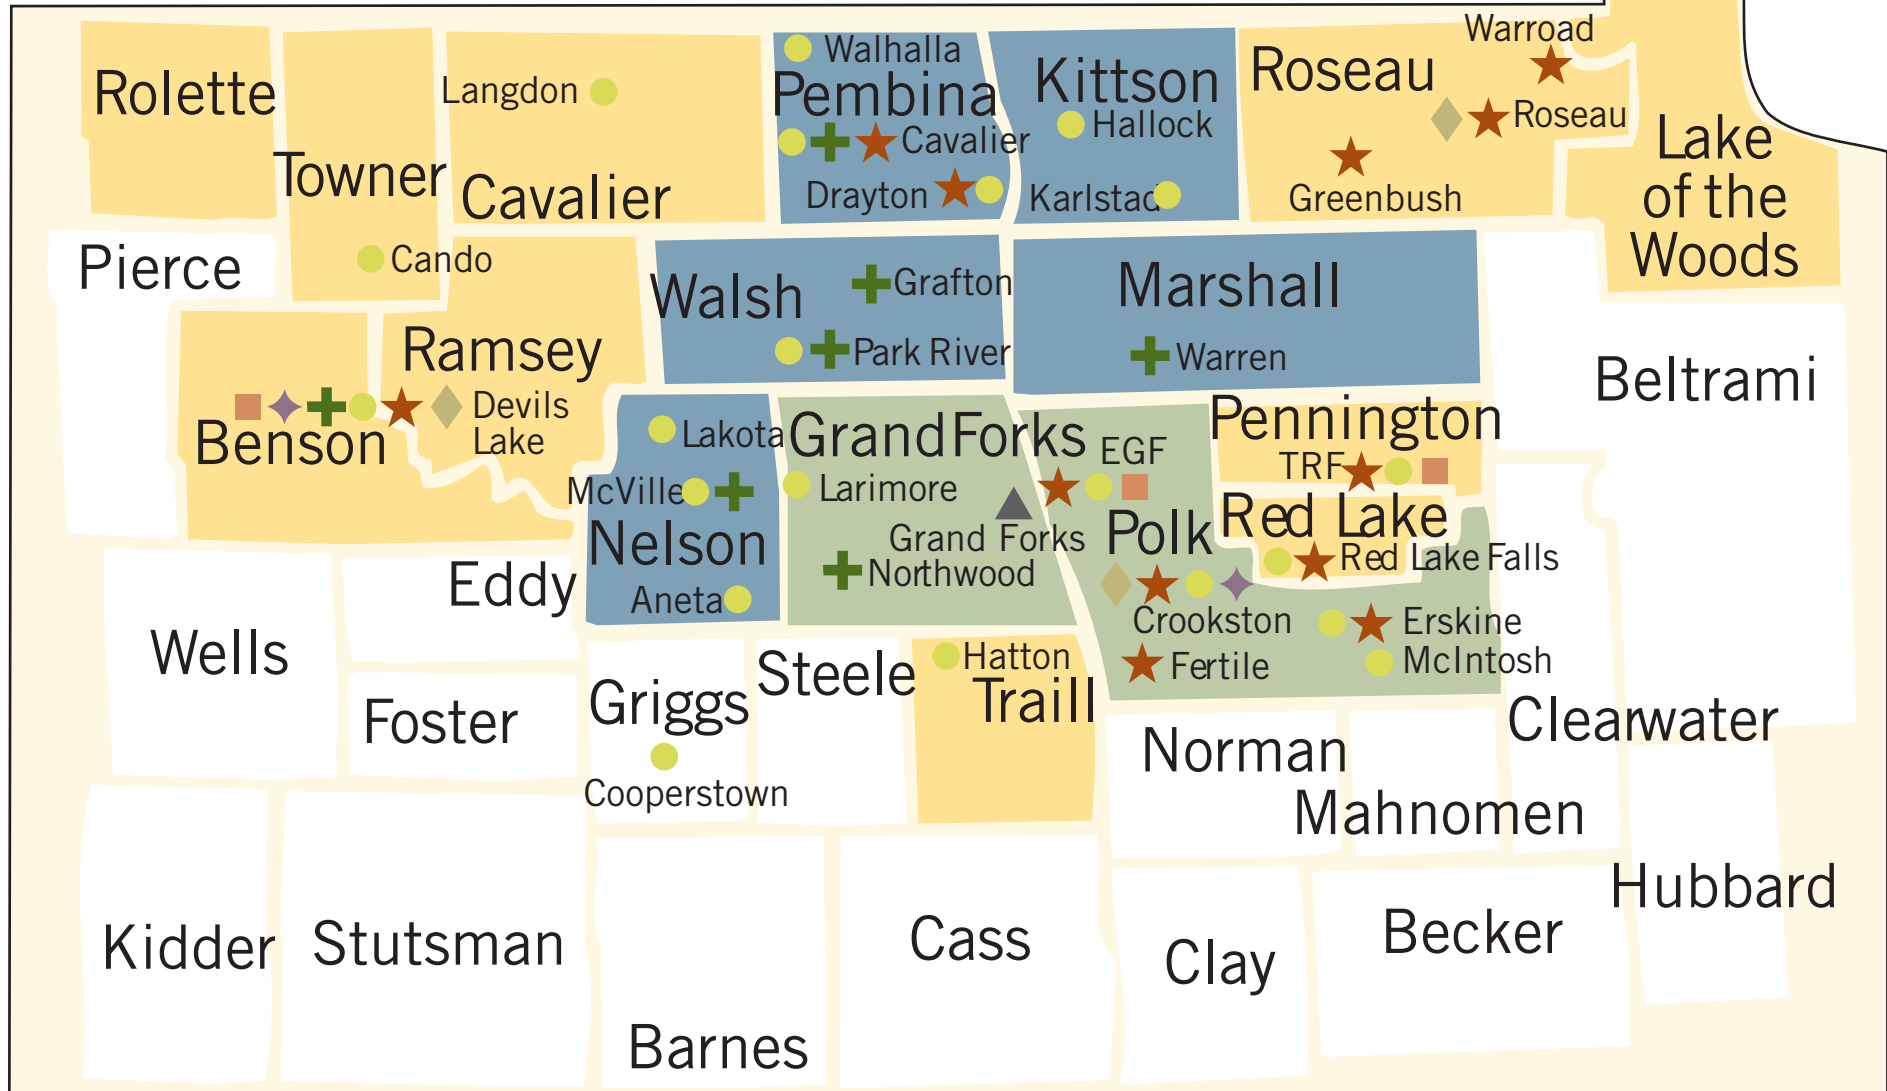 Warroad
Walhalla
Rolette
Langdon
Pembina
Kittson
Roseau
Hallock
Roseau
Cavalier
Lake
of the
Woods
Towner
Cavalier
Drayton
Karlstad
Greenbush
Pierce
Cando
Walsh
Grafton
Marshall
Park River
Warren
Ramsey
Beltrami
Devils
Lake
Benson
Lakota
Grand Forks
EGF
Pennington
TRF
McVille
Larimore
Red Lake
Nelson
Grand Forks
Polk
Red Lake Falls
Northwood
Eddy
Aneta
Crookston
Erskine
Wells
Steele
Hatton
Fertile
McIntosh
Foster
Griggs
Traill
Clearwater
Norman
Cooperstown
Mahnomen
Hubbard
Kidder
Stutsman
Cass
Becker
Clay
Barnes